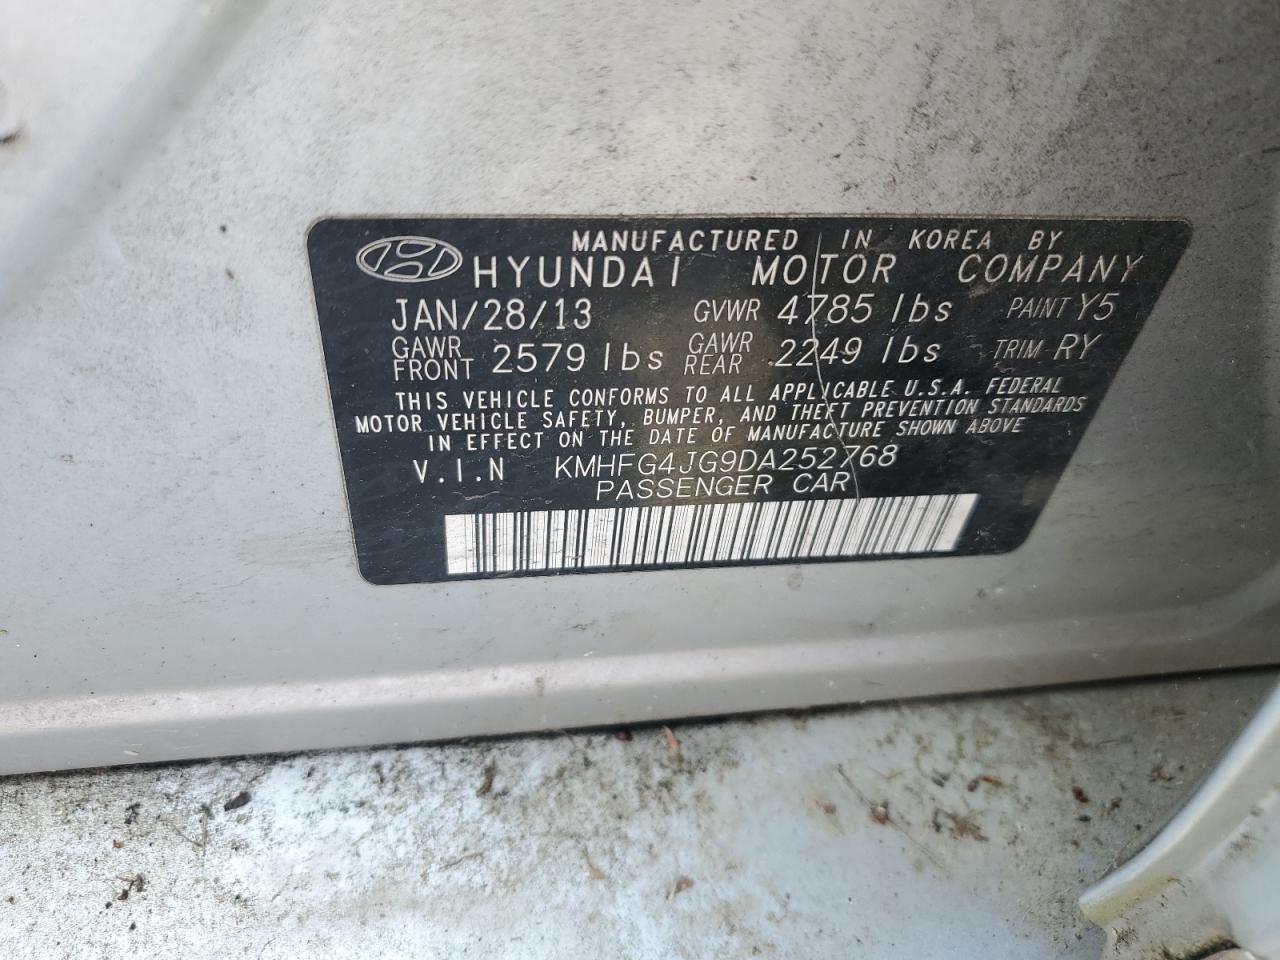 MANUFACTURED IN KOREA BY
HYUNDAI MOTOR COMPANY
JAN/28/13 GVWR 4785 lbs PAINT Y5
GAWR FRONT 2579 lbs GAWR REAR 2249 lbs TRIM RY
THIS VEHICLE CONFORMS TO ALL APPLICABLE U.S.A. FEDERAL
MOTOR VEHICLE SAFETY, BUMPER, AND THEFT PREVENTION STANDARDS
IN EFFECT ON THE DATE OF MANUFACTURE SHOWN ABOVE
V.I.N KMHFG4JG9DA252768
PASSENGER CAR